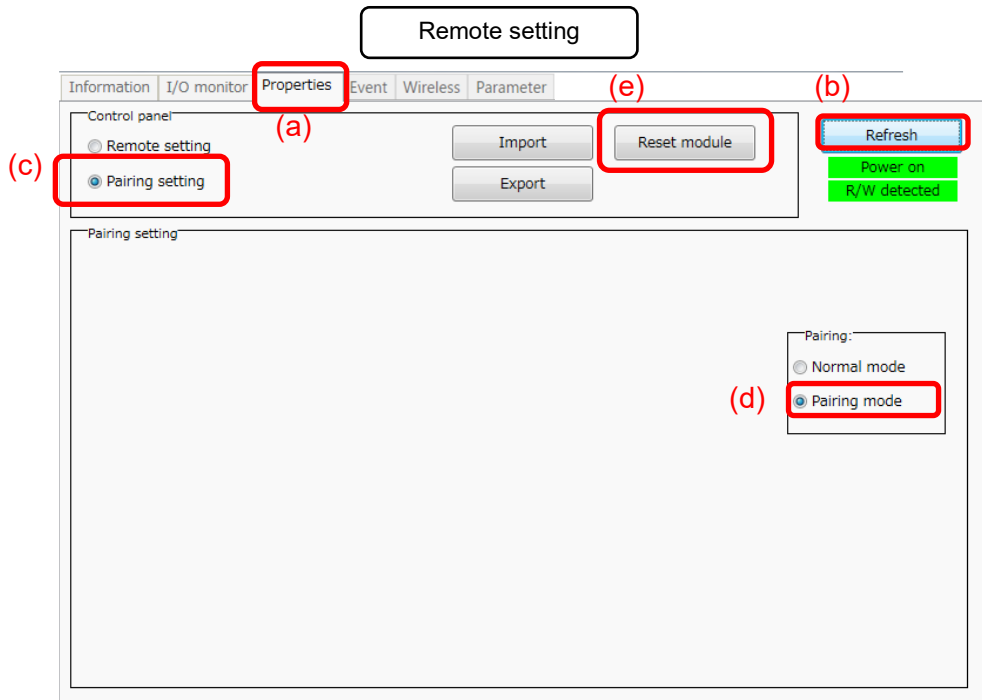 Remote setting
Information I/O monitor Properties Event Wireless Parameter
(a)
(e)
(b)
Control panel
Remote setting
Import
Reset module
Refresh
(c)
Pairing setting
Export
Power on
R/W detected
Pairing setting
Pairing:
Normal mode
(d)
Pairing mode